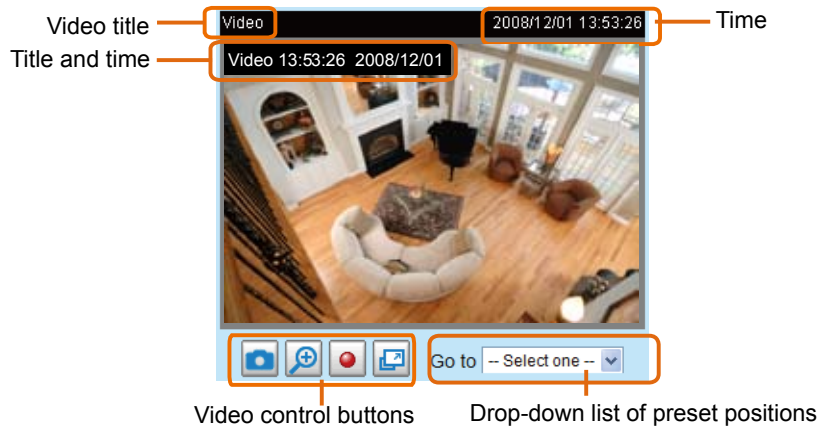 Video title
Video
2008/12/01 13:53:26
Time
Title and time
Video 13:53:26 2008/12/01
Go to
-- Select one --
Video control buttons
Drop-down list of preset positions